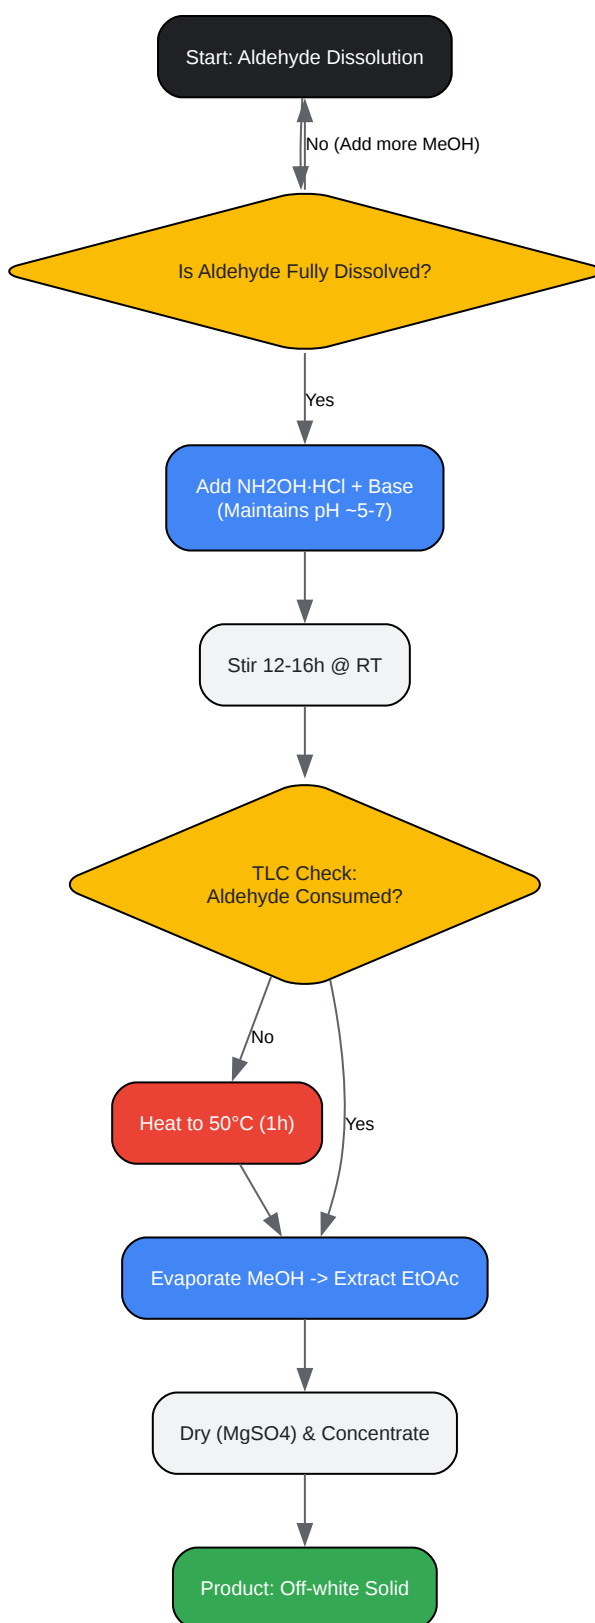 Start: Aldehyde Dissolution
No (Add more MeOH)
Is Aldehyde Fully Dissolved?
Yes
Add NH2OH·HCl + Base
(Maintains pH ~5-7)
Stir 12-16h @ RT
TLC Check:
Aldehyde Consumed?
No
Heat to 50°C (1h)
Yes
Evaporate MeOH -> Extract EtOAc
Dry (MgSO4) & Concentrate
Product: Off-white Solid